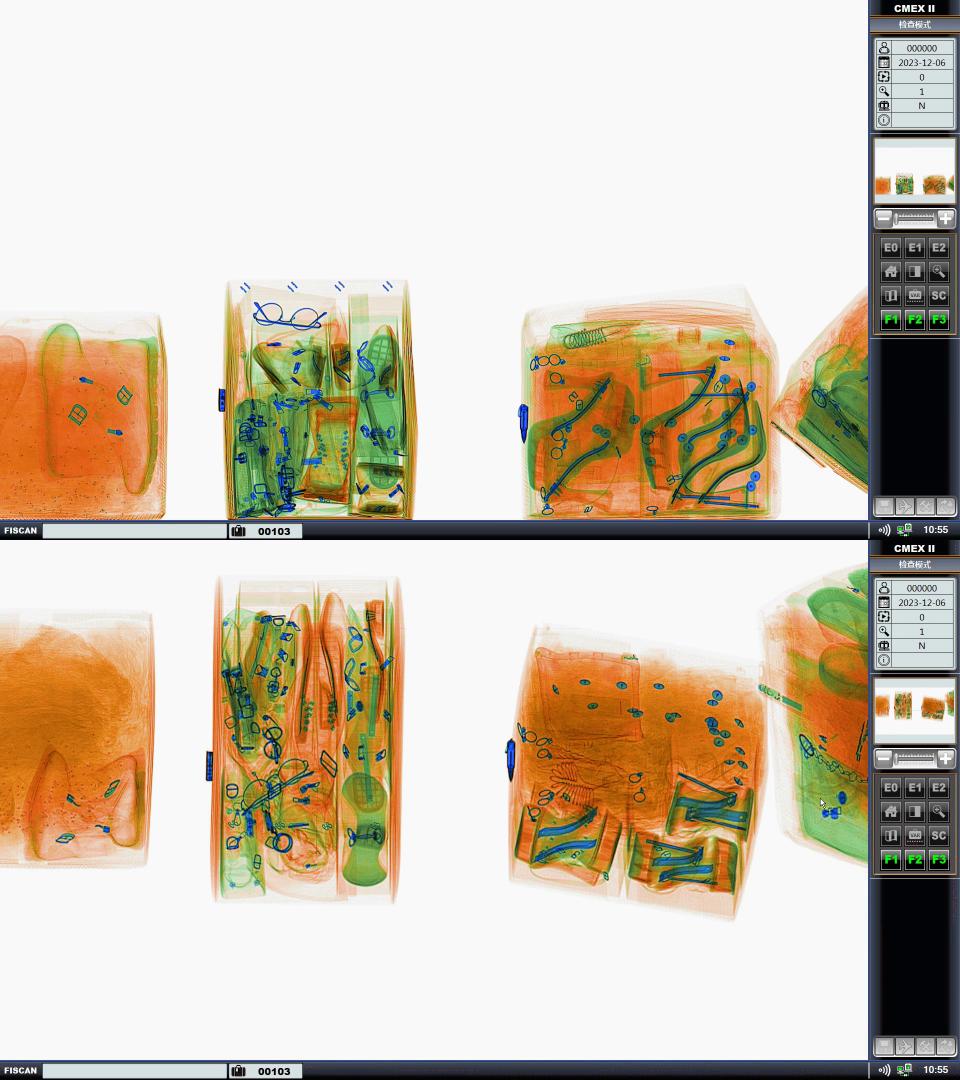 CMEX II
检查模式
000000
2023-12-06
0
1
N
E0 E1 E2
SC
F1 F2 F3
FISCAN
00103
10:55
CMEX II
检查模式
000000
2023-12-06
0
1
N
E0 E1 E2
VAR
SC
F1 F2 F3
FISCAN
00103
10:55